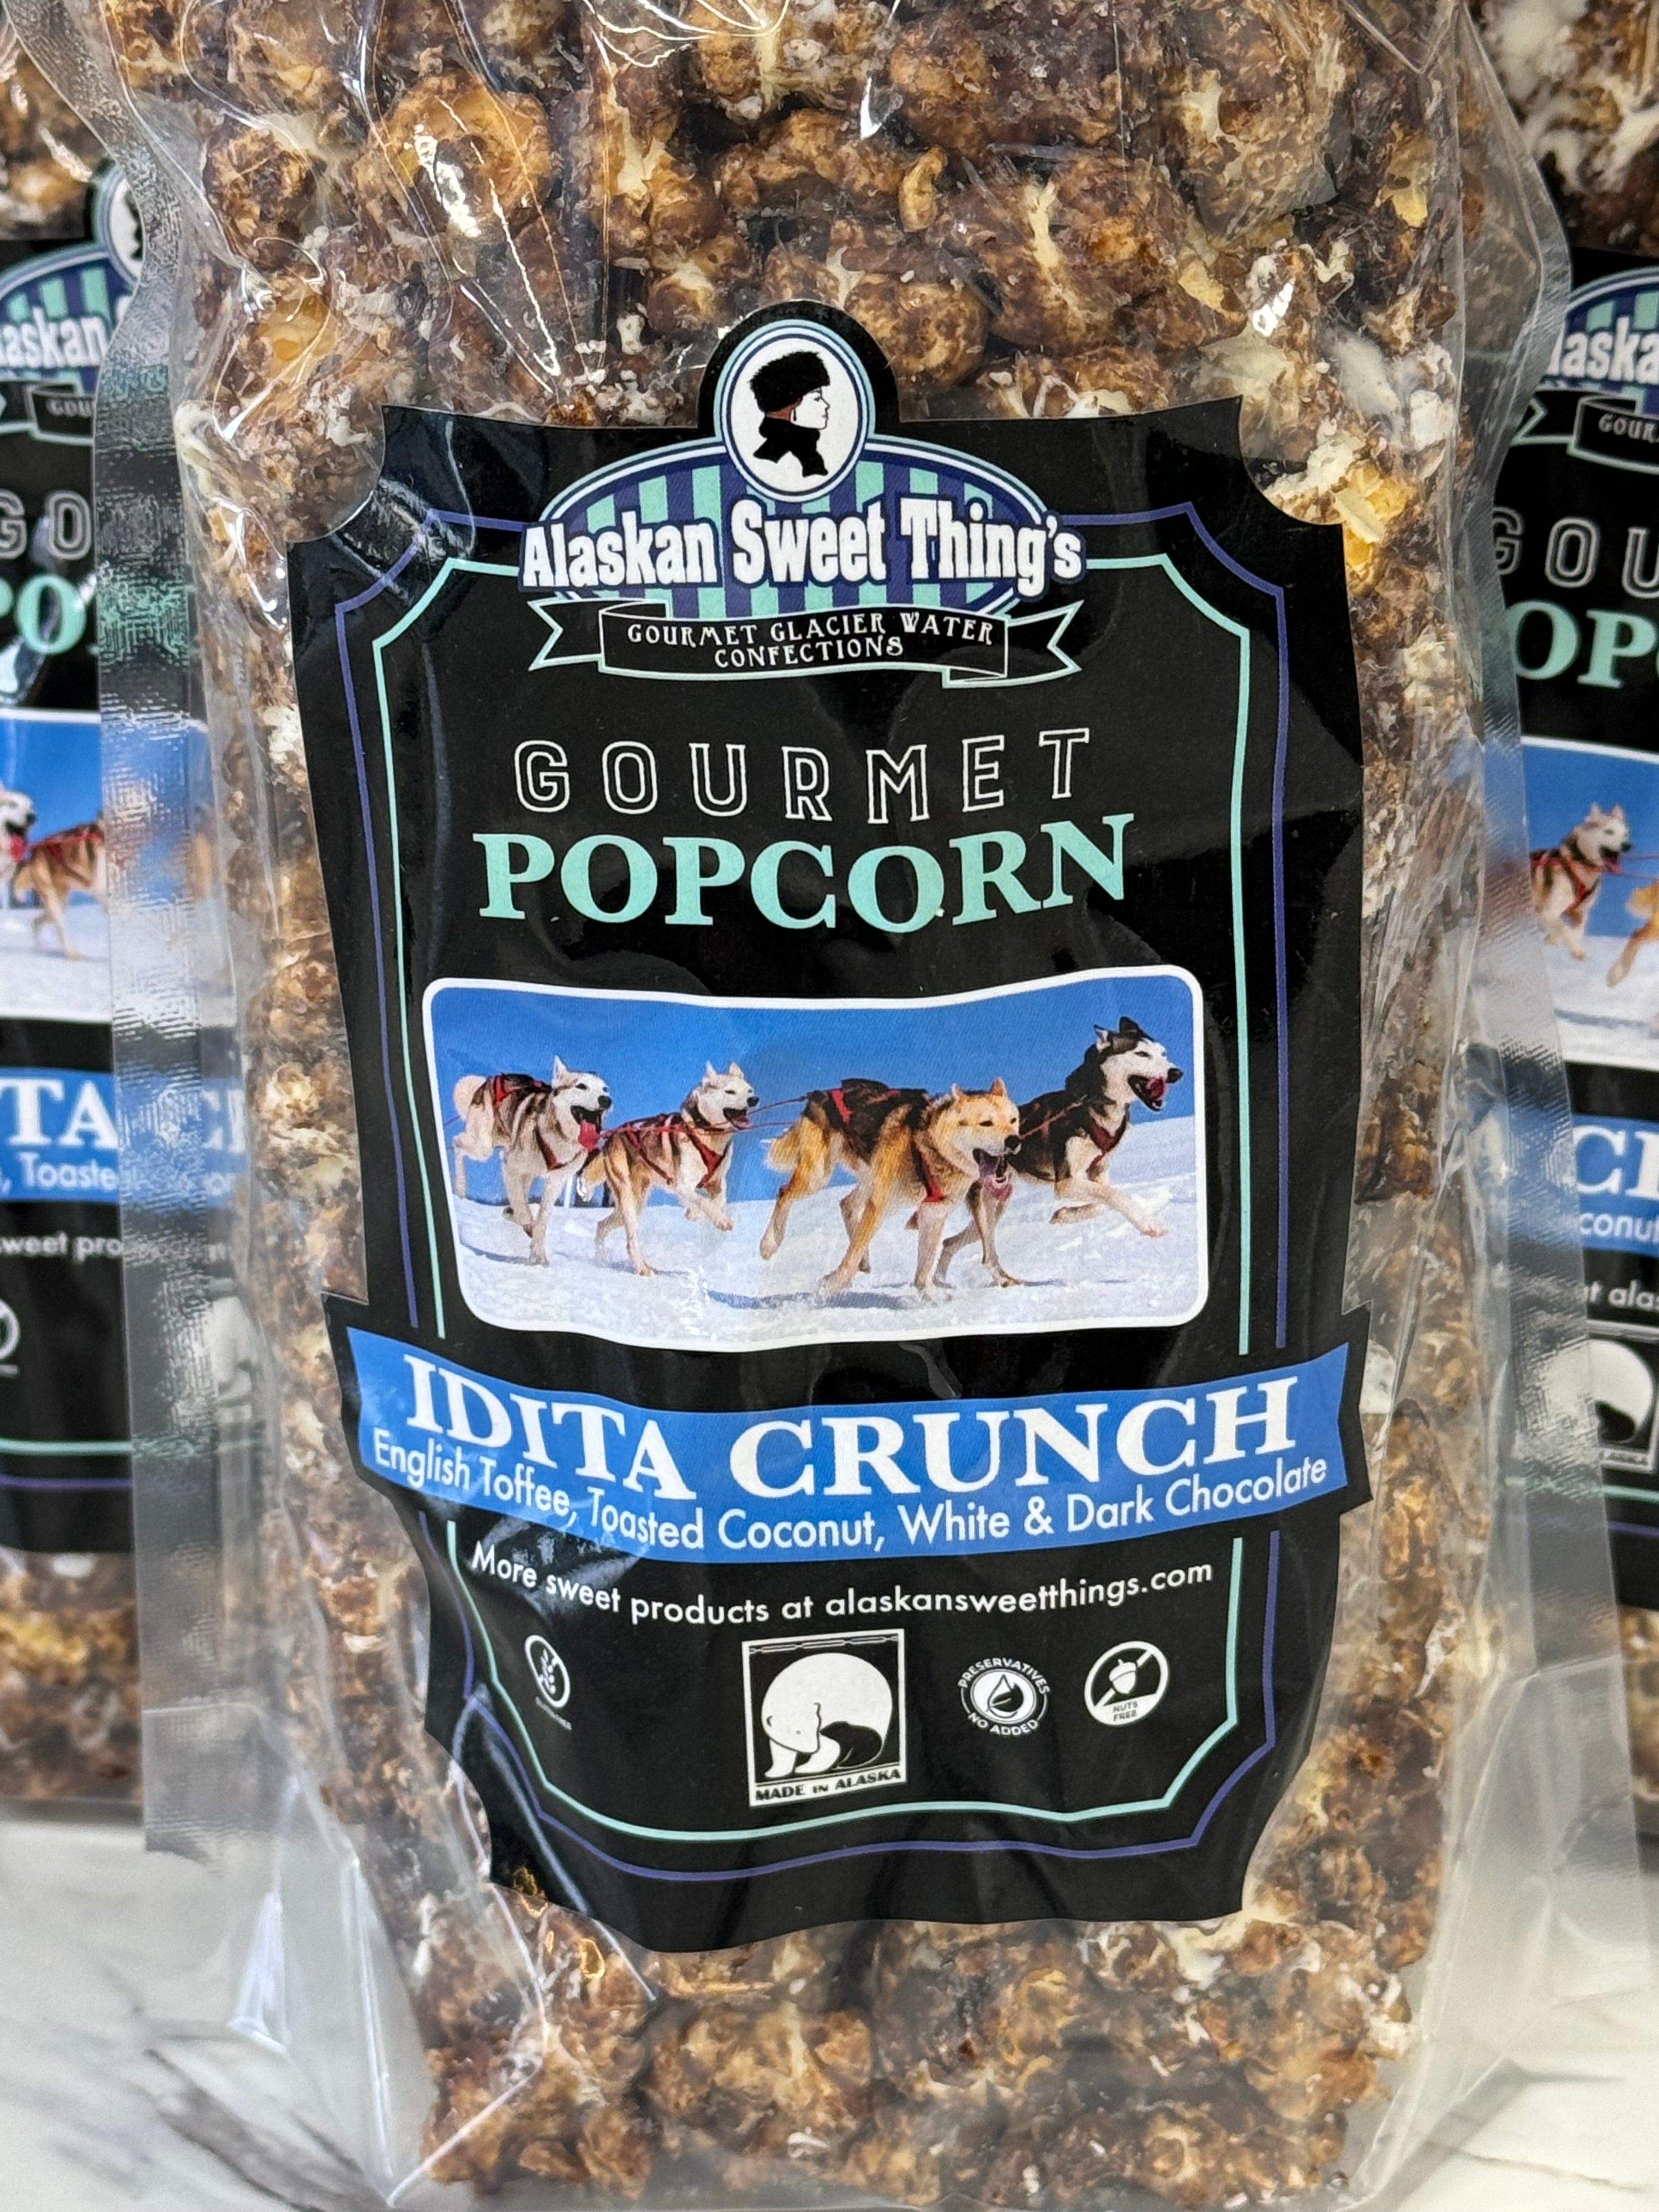 Alaskan Sweet Thing's
GOURMET GLACIER WATER
CONFECTIONS
GOURMET
POPCORN
IDITA CRUNCH
English Toffee, Toasted Coconut, White & Dark Chocolate
More sweet products at alaskansweetthings.com
MADE IN ALASKA
PRESERVATIVES
NO ADDED
NUTS
FREE